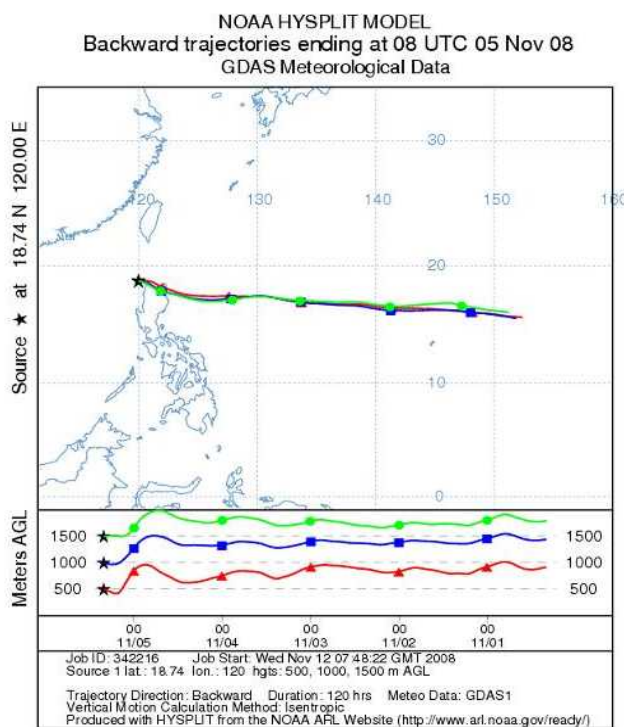 NOAA HYSPLIT MODEL
Backward trajectories ending at 08 UTC 05 Nov 08
GDAS Meteorological Data
Source ★ at 18.74 N 120.00 E
30
120 130 140 150 160
20
10
0
Meters AGL
1500 1500
1000 1000
500 500
00 00 00 00 00
11/05 11/04 11/03 11/02 11/01
Job ID: 342216 Job Start: Wed Nov 12 07:48:22 GMT 2008
Source 1 lat.: 18.74 lon.: 120 hgts: 500, 1000, 1500 m AGL
Trajectory Direction: Backward Duration: 120 hrs Meteo Data: GDAS1
Vertical Motion Calculation Method: Isentropic
Produced with HYSPLIT from the NOAA ARL Website (http://www.arl.noaa.gov/ready/)